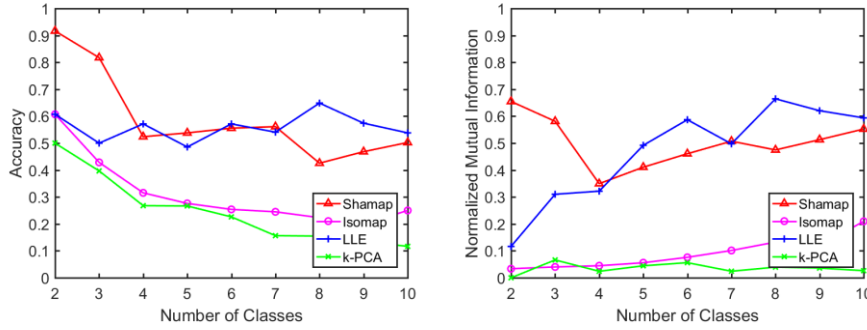 1
0.9
0.8
0.7
0.6
0.5
0.4
0.3
0.2
0.1
0
Accuracy
2 3 4 5 6 7 8 9 10
Number of Classes
Shamap
Isomap
LLE
k-PCA
1
0.9
0.8
0.7
0.6
0.5
0.4
0.3
0.2
0.1
0
Normalized Mutual Information
2 3 4 5 6 7 8 9 10
Number of Classes
Shamap
Isomap
LLE
k-PCA